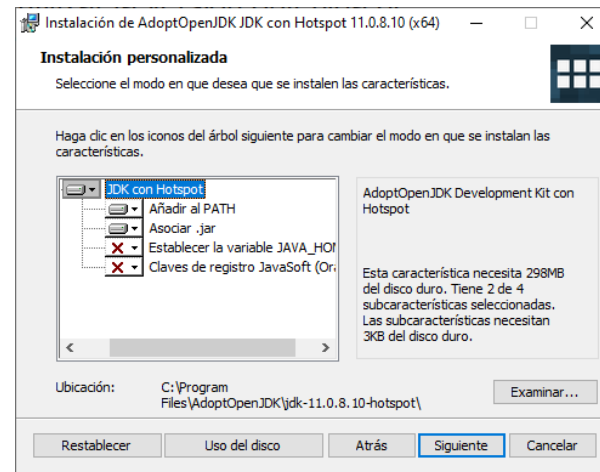 Instalación de AdoptOpenJDK JDK con Hotspot 11.0.8.10 (x64)
Instalación personalizada
Seleccione el modo en que desea que se instalen las características.
Haga clic en los iconos del árbol siguiente para cambiar el modo en que se instalan las
características.
JDK con Hotspot
Añadir al PATH
Asociar .jar
Establecer la variable JAVA_HO
Claves de registro JavaSoft (Or
AdoptOpenJDK Development Kit con
Hotspot
Esta característica necesita 298MB
del disco duro. Tiene 2 de 4
subcaracterísticas seleccionadas.
Las subcaracterísticas necesitan
3KB del disco duro.
Ubicación:
C:\Program
Files\AdoptOpenJDK\jdk-11.0.8.10-hotspot\
Examinar...
Restablecer
Uso del disco
Atrás
Siguiente
Cancelar